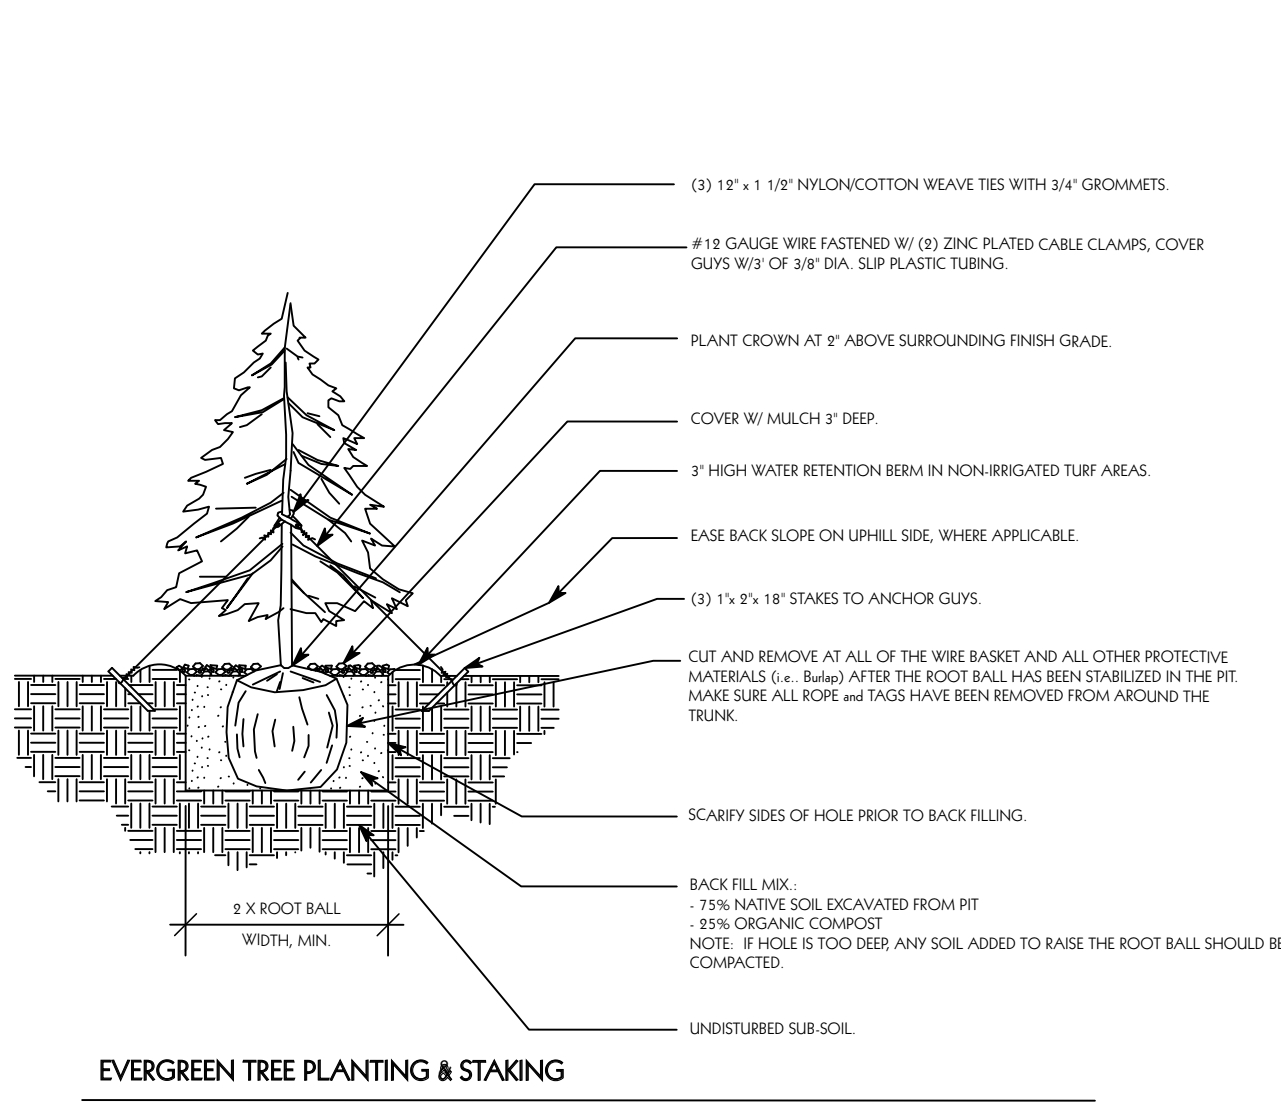 (3) 12" x 1 1/2" NYLON/COTTON WEAVE TIES WITH 3/4" GROMMETS.
#12 GAUGE WIRE FASTENED W/ (2) ZINC PLATED CABLE CLAMPS, COVER
GUYS W/3' OF 3/8" DIA. SLIP PLASTIC TUBING.
PLANT CROWN AT 2" ABOVE SURROUNDING FINISH GRADE.
COVER W/ MULCH 3" DEEP.
3" HIGH WATER RETENTION BERM IN NON-IRRIGATED TURF AREAS.
EASE BACK SLOPE ON UPHILL SIDE, WHERE APPLICABLE.
(3) 1"x 2"x 18" STAKES TO ANCHOR GUYS.
CUT AND REMOVE AT ALL OF THE WIRE BASKET AND ALL OTHER PROTECTIVE
MATERIALS (i.e.. Burlap) AFTER THE ROOT BALL HAS BEEN STABILIZED IN THE PIT.
MAKE SURE ALL ROPE and TAGS HAVE BEEN REMOVED FROM AROUND THE
TRUNK.
SCARIFY SIDES OF HOLE PRIOR TO BACK FILLING.
BACK FILL MIX.:
- 75% NATIVE SOIL EXCAVATED FROM PIT
- 25% ORGANIC COMPOST
NOTE: IF HOLE IS TOO DEEP, ANY SOIL ADDED TO RAISE THE ROOT BALL SHOULD BE
COMPACTED.
2 X ROOT BALL
WIDTH, MIN.
UNDISTURBED SUB-SOIL.
EVERGREEN TREE PLANTING & STAKING